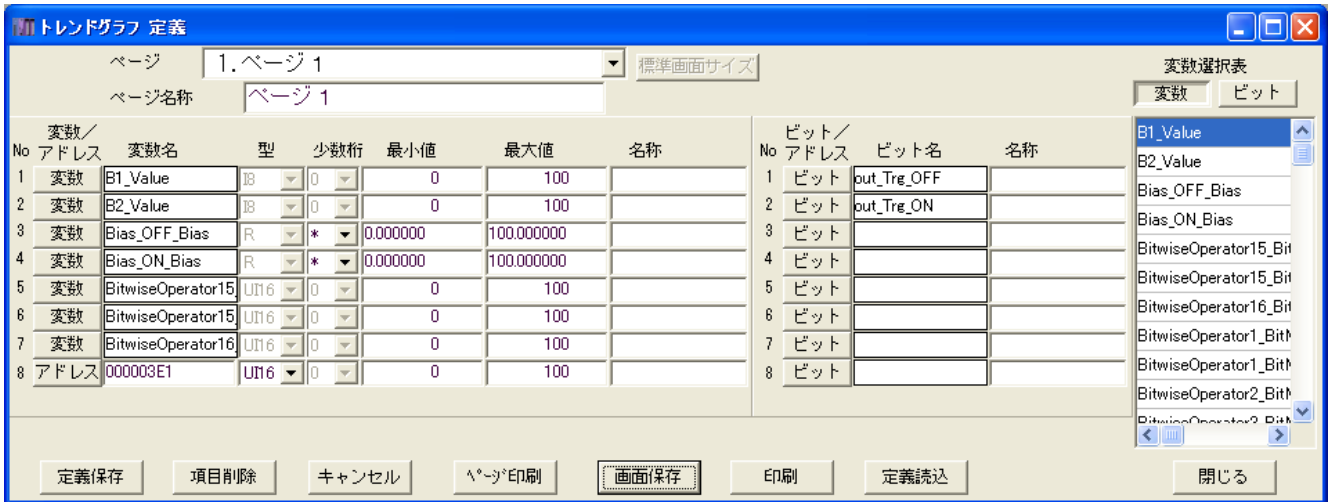 トレンドグラフ 定義
ページ 1.ページ 1 標準画面サイズ
ページ名称 ページ 1
変数選択表
変数 ビット
変数／ ビット／
No アドレス 変数名 型 少数桁 最小値 最大値 名称 No アドレス ビット名 名称
1 変数 B1_Value I8 0 0 100 1 ビット out_Trg_OFF
2 変数 B2_Value I8 0 0 100 2 ビット out_Trg_ON
3 変数 Bias_OFF_Bias R * 0.000000 100.000000 3 ビット
4 変数 Bias_ON_Bias R * 0.000000 100.000000 4 ビット
5 変数 BitwiseOperator15_ UI16 0 0 100 5 ビット
6 変数 BitwiseOperator15_ UI16 0 0 100 6 ビット
7 変数 BitwiseOperator16_ UI16 0 0 100 7 ビット
8 アドレス 000003E1 UI16 0 0 100 8 ビット
B1_Value
B2_Value
Bias_OFF_Bias
Bias_ON_Bias
BitwiseOperator15_Bit
BitwiseOperator15_Bit
BitwiseOperator16_Bit
BitwiseOperator1_BitM
BitwiseOperator1_BitM
BitwiseOperator2_BitM
BitwiseOperator2_BitM
定義保存 項目削除 キャンセル ﾍﾟｰｼﾞ印刷 画面保存 印刷 定義読込 閉じる